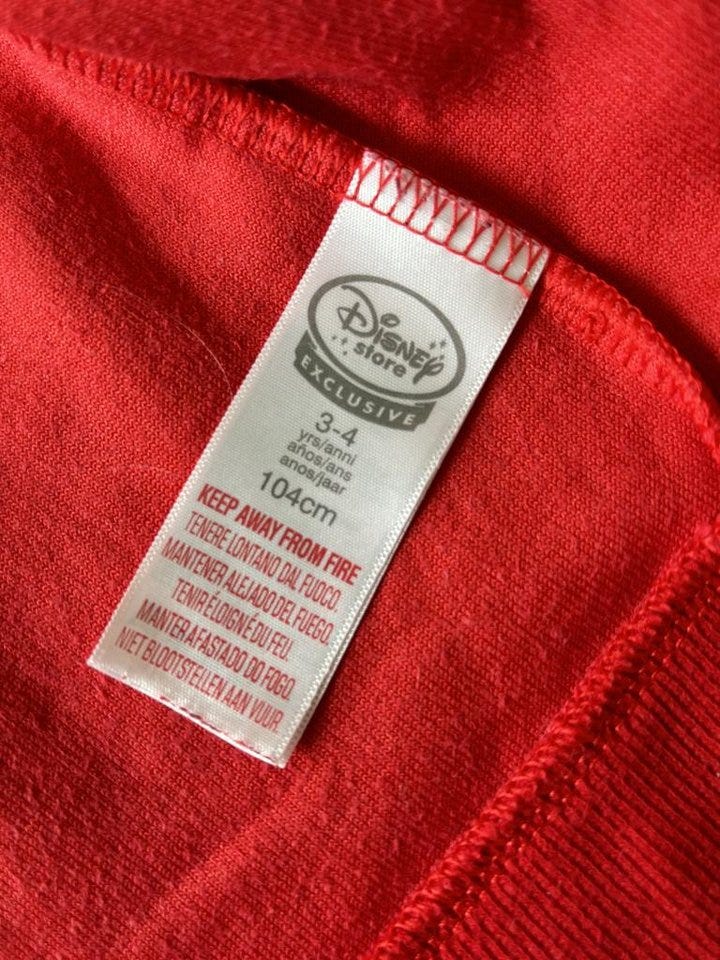 Disney
store
EXCLUSIVE
3-4
yrs/anni
años/ans
anos/jaar
104cm
KEEP AWAY FROM FIRE
TENERE LONTANO DAL FUOCO.
MANTENER ALEJADO DEL FUEGO.
TENIR ÉLOIGNÉ DU FEU.
MANTER AFASTADO DO FOGO.
NIET BLOOTSTELLEN AAN VUUR.